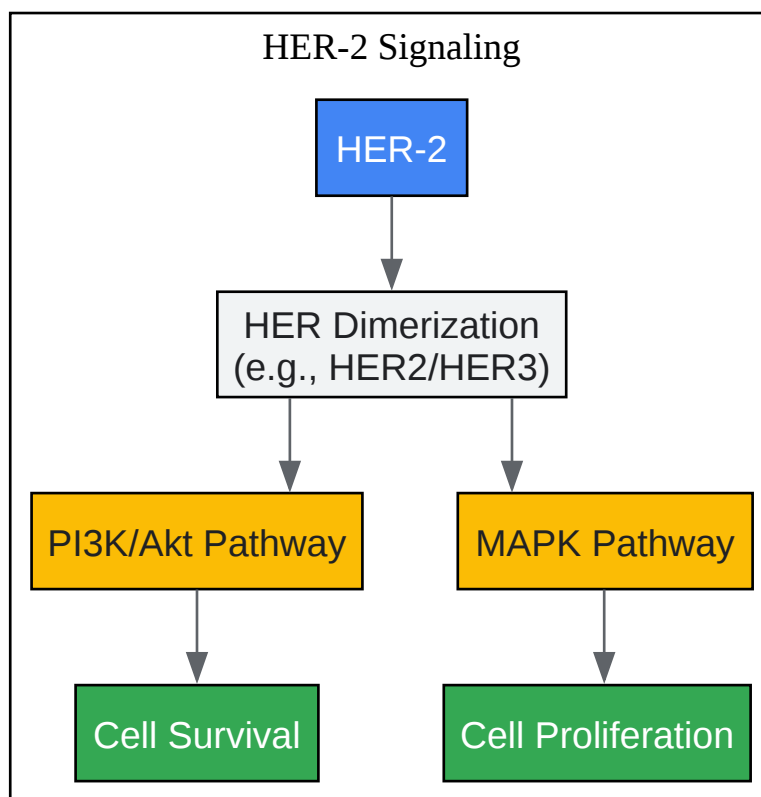 HER-2 Signaling
HER-2
HER Dimerization
(e.g., HER2/HER3)
PI3K/Akt Pathway
MAPK Pathway
Cell Survival
Cell Proliferation